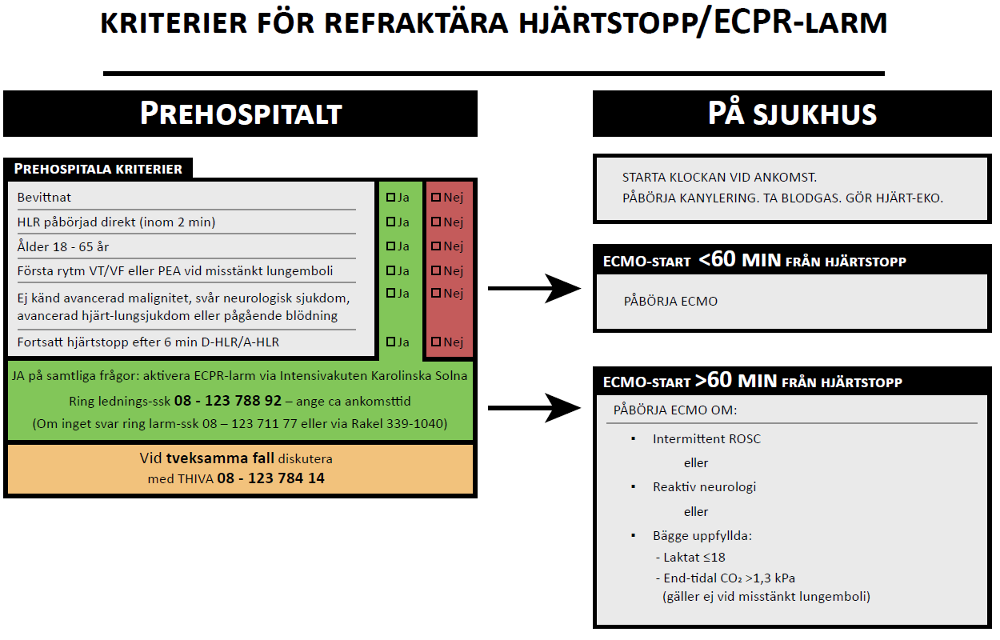 KRITERIER FÖR REFRAKTÄRA HJÄRTSTOPP/ECPR-LARM
PREHOSPITALT
PREHOSPITALA KRITERIER
Bevittnat Ja Nej
HLR påbörjad direkt (inom 2 min) Ja Nej
Ålder 18 - 65 år Ja Nej
Första rytm VT/VF eller PEA vid misstänkt lungemboli Ja Nej
Ej känd avancerad malignitet, svår neurologisk sjukdom, Ja Nej
avancerad hjärt-lungsjukdom eller pågående blödning
Fortsatt hjärtstopp efter 6 min D-HLR/A-HLR Ja Nej
JA på samtliga frågor: aktivera ECPR-larm via Intensivakuten Karolinska Solna
Ring lednings-ssk 08 - 123 788 92 – ange ca ankomsttid
(Om inget svar ring larm-ssk 08 – 123 711 77 eller via Rakel 339-1040)
Vid tveksamma fall diskutera
med THIVA 08 - 123 784 14
PÅ SJUKHUS
STARTA KLOCKAN VID ANKOMST.
PÅBÖRJA KANYLERING. TA BLODGAS. GÖR HJÄRT-EKO.
ECMO-START <60 MIN FRÅN HJÄRTSTOPP
PÅBÖRJA ECMO
ECMO-START >60 MIN FRÅN HJÄRTSTOPP
PÅBÖRJA ECMO OM:
▪ Intermittent ROSC
eller
▪ Reaktiv neurologi
eller
▪ Bägge uppfyllda:
- Laktat ≤18
- End-tidal CO₂ >1,3 kPa
(gäller ej vid misstänkt lungemboli)